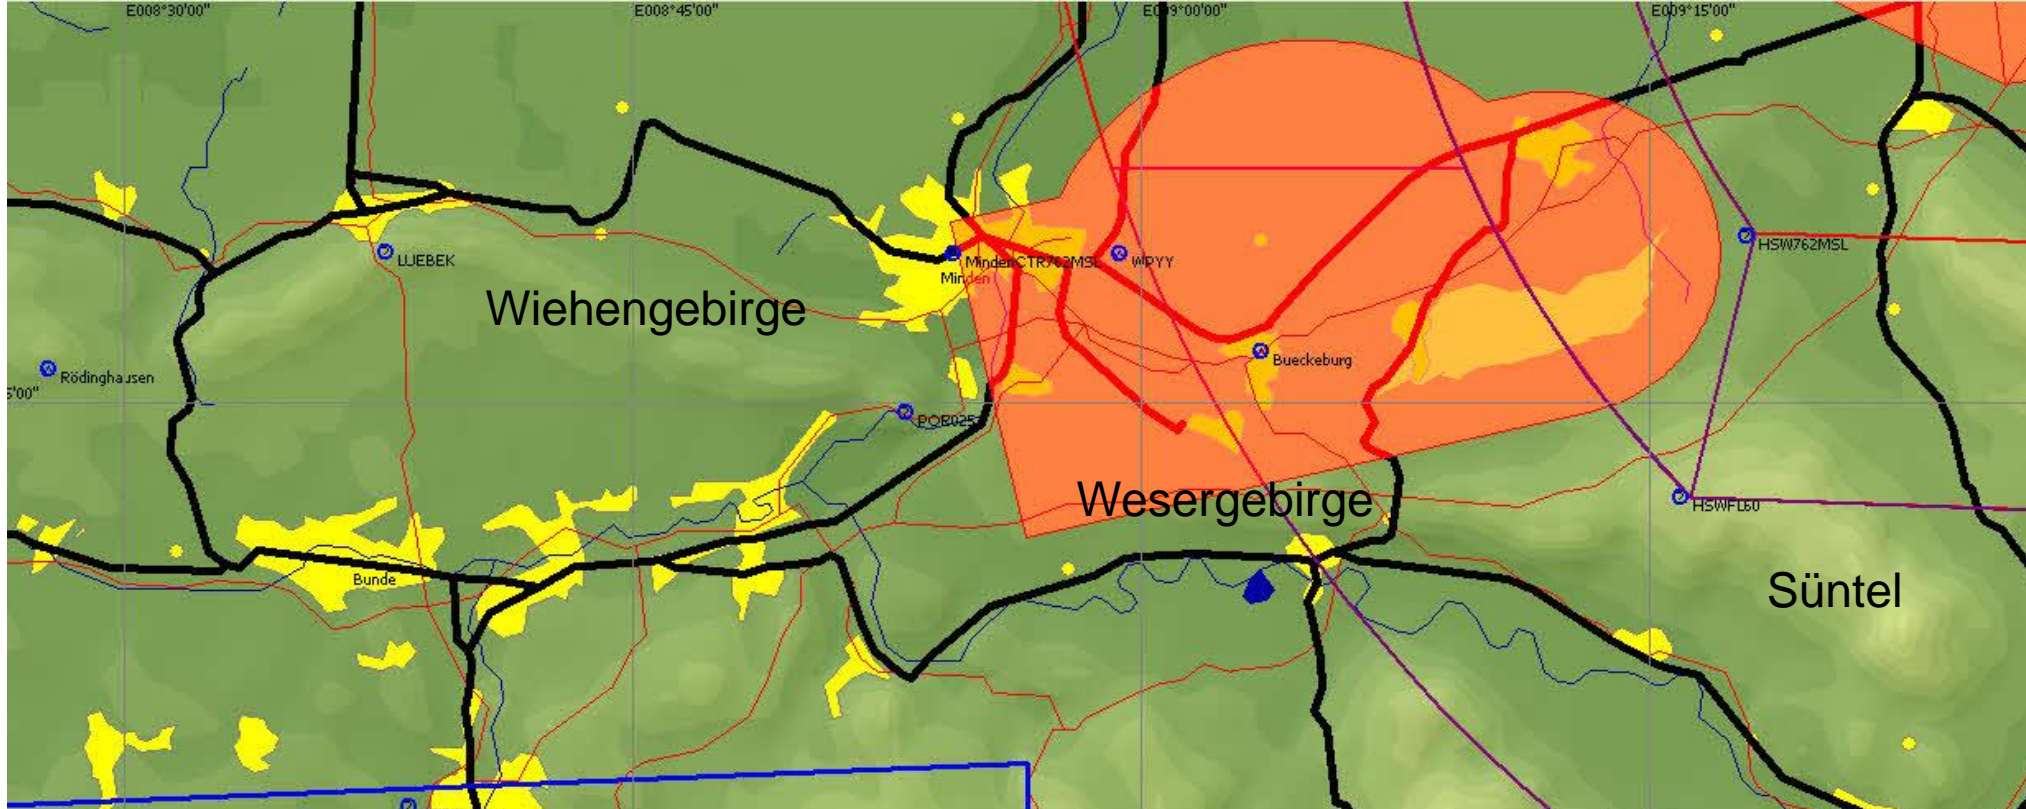 E008°30'00" E008°45'00" E009°00'00" E009°15'00"
HSW762MSL
LUEBEK
MindenCTR762MSL WPYY
Minden
Wiehengebirge
Bueckeburg
Rödinghausen
5'00"
POR025
Wesergebirge
HSWFL60
Bunde
Süntel